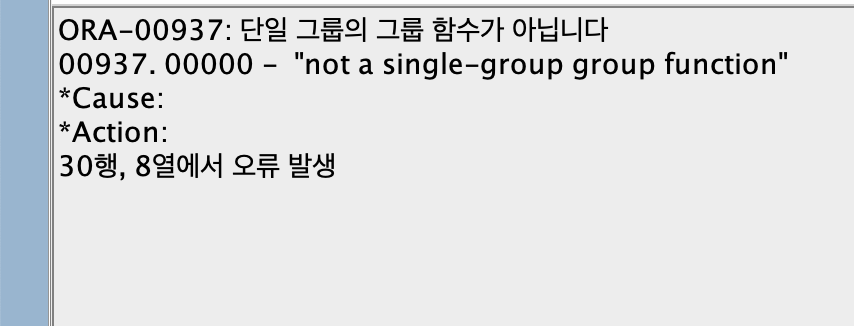 ORA-00937: 단일 그룹의 그룹 함수가 아닙니다
00937. 00000 -  "not a single-group group function"
*Cause:
*Action:
30행, 8열에서 오류 발생